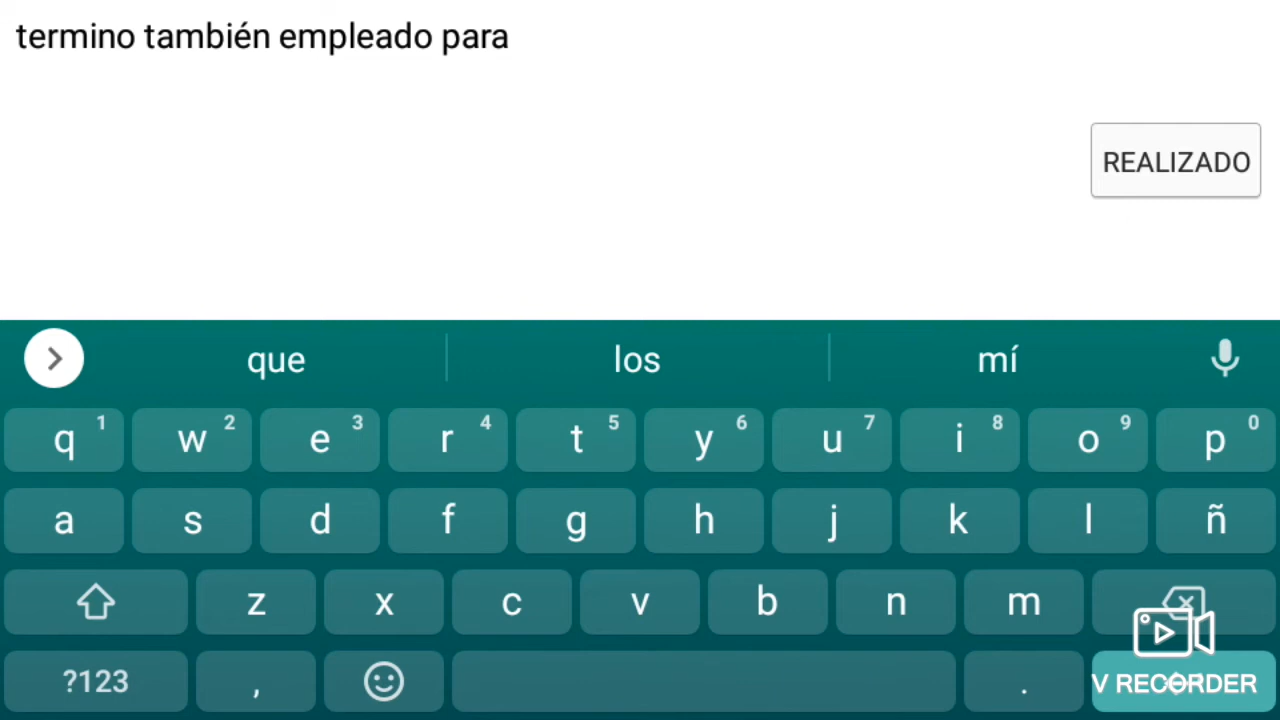 termino también empleado para
REALIZADO
que los mí
q 1 w 2 e 3 r 4 t 5 y 6 u 7 i 8 o 9 p 0
a s d f g h j k l ñ
z x c v b n m
?123 , .
V RECORDER